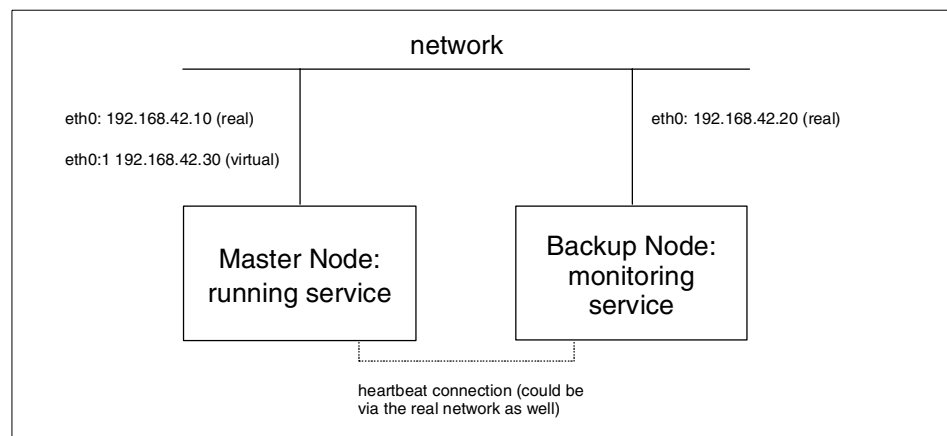 network
eth0: 192.168.42.10 (real)
eth0: 192.168.42.20 (real)
eth0:1 192.168.42.30 (virtual)
Master Node:
running service
Backup Node:
monitoring
service
heartbeat connection (could be
via the real network as well)